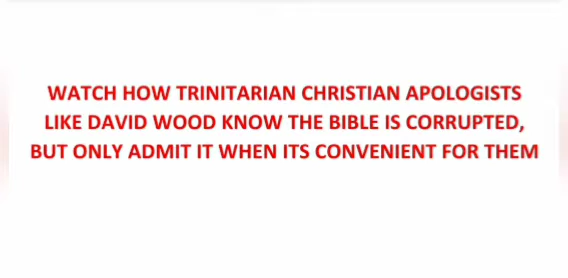 WATCH HOW TRINITARIAN CHRISTIAN APOLOGISTS
LIKE DAVID WOOD KNOW THE BIBLE IS CORRUPTED,
BUT ONLY ADMIT IT WHEN ITS CONVENIENT FOR THEM